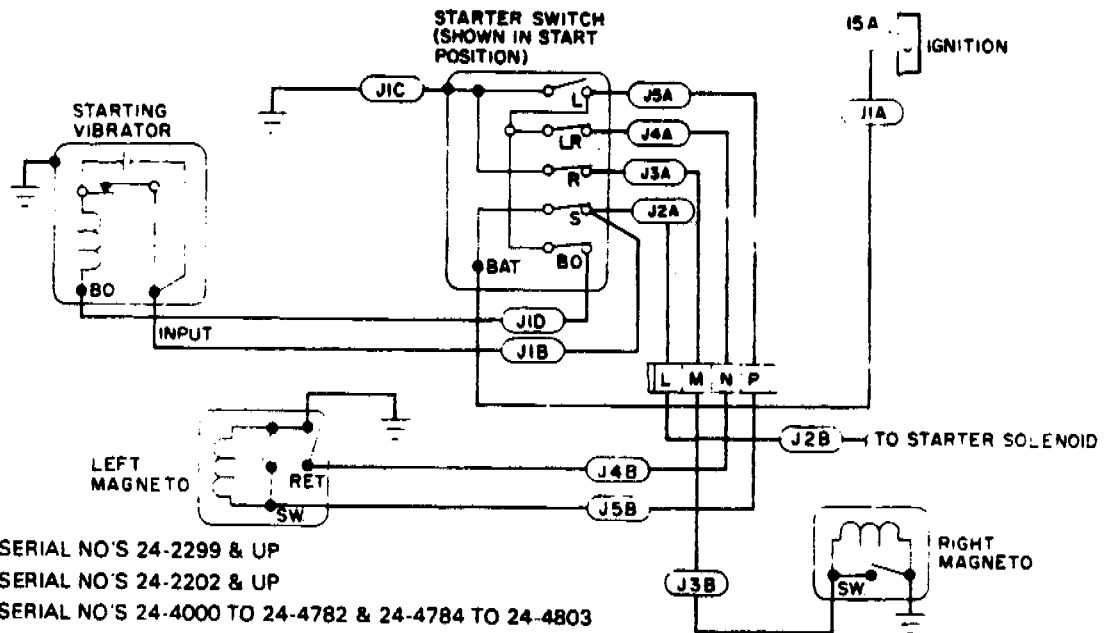 STARTER SWITCH
(SHOWN IN START
POSITION)
15A
IGNITION
J1C
L
J5A
J1A
STARTING
VIBRATOR
LR
J4A
R
J3A
S
J2A
BAT
BO
BO
INPUT
J1D
J1B
L M N P
J2B
TO STARTER SOLENOID
LEFT
MAGNETO
RET
J4B
SW
J5B
RIGHT
MAGNETO
J3B
SW
SERIAL NO'S 24-2299 & UP
SERIAL NO'S 24-2202 & UP
SERIAL NO'S 24-4000 TO 24-4782 & 24-4784 TO 24-4803